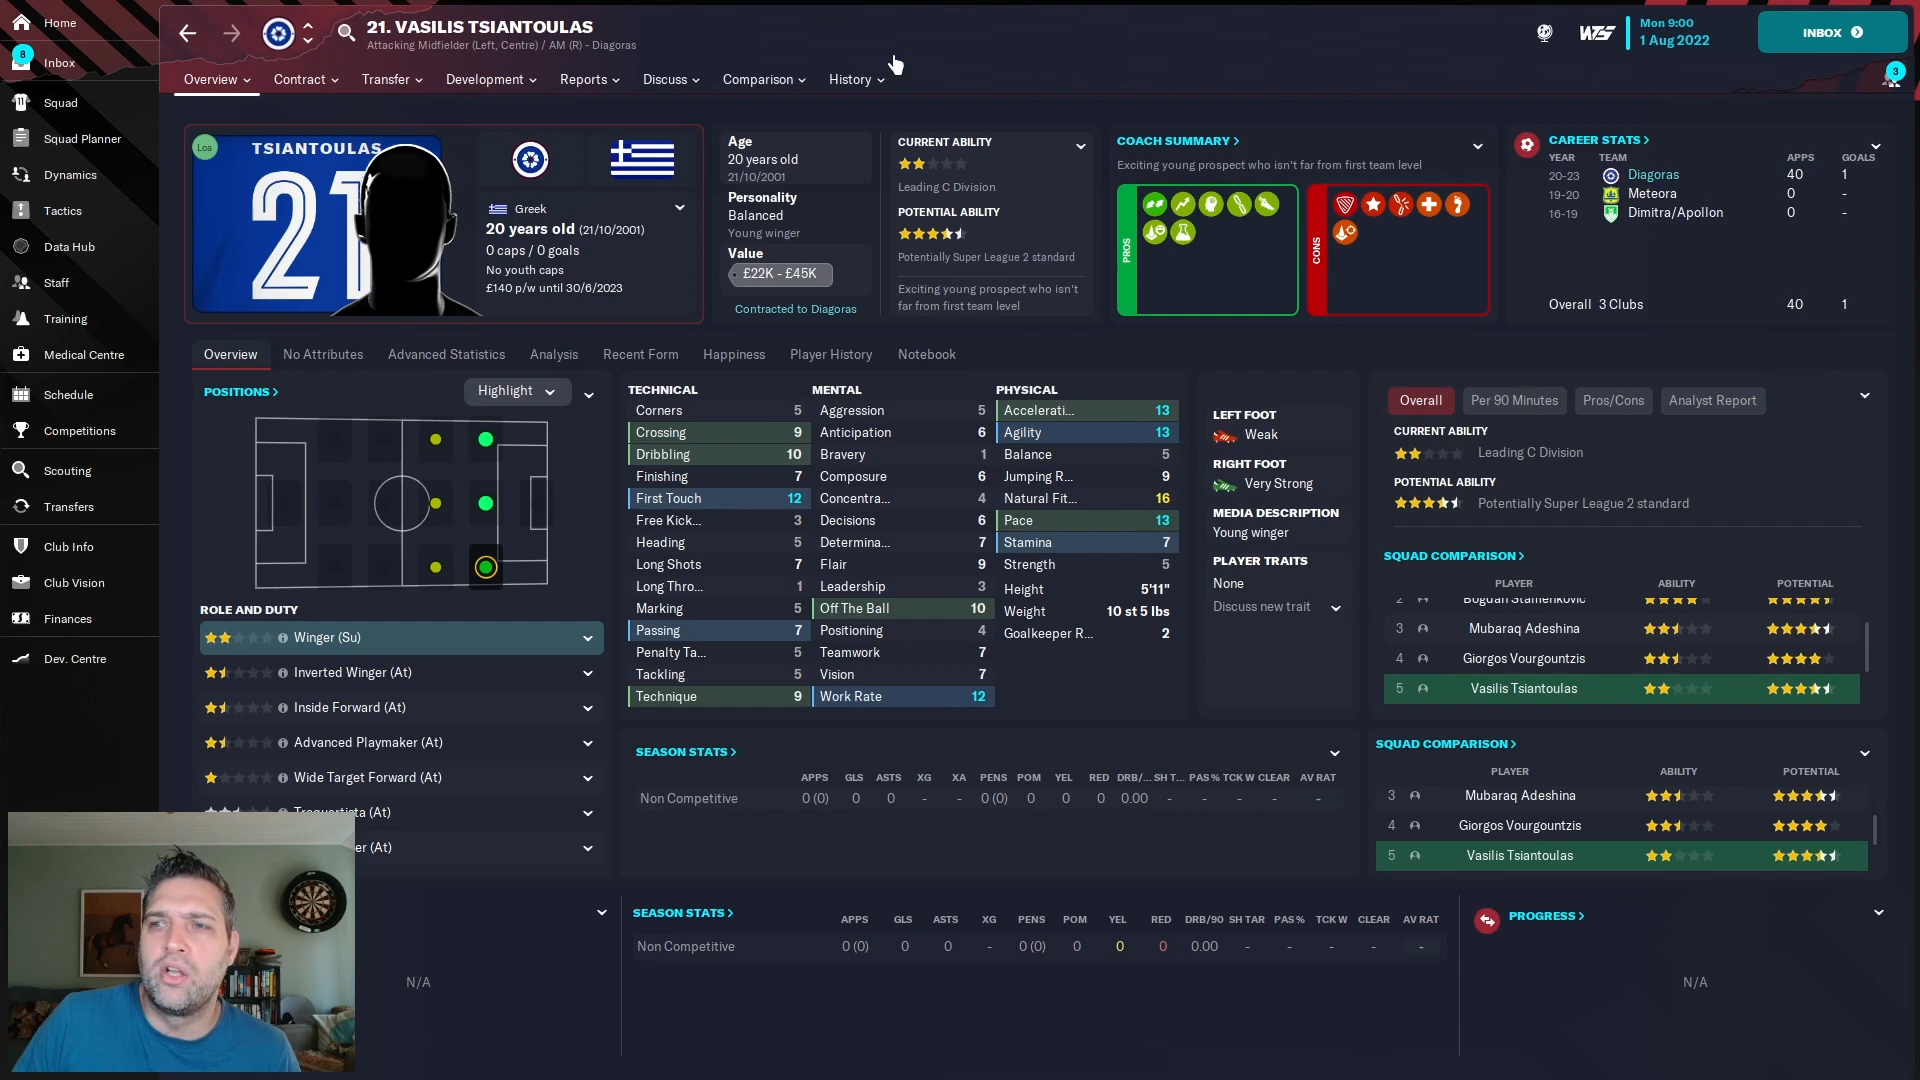 Home
8
Inbox
Squad
Squad Planner
Dynamics
Tactics
Data Hub
Staff
Training
Medical Centre
Schedule
Competitions
Scouting
Transfers
Club Info
Club Vision
Finances
Dev. Centre
21. VASILIS TSIANTOULAS
Attacking Midfielder (Left, Centre) / AM (R) - Diagoras
Mon 9:00
1 Aug 2022
INBOX
3
Overview Contract Transfer Development Reports Discuss Comparison History
Loa
TSIANTOULAS
21
Greek
20 years old (21/10/2001)
0 caps / 0 goals
No youth caps
£140 p/w until 30/6/2023
Age
20 years old
21/10/2001
Personality
Balanced
Young winger
Value
£22K - £45K
Contracted to Diagoras
CURRENT ABILITY
Leading C Division
POTENTIAL ABILITY
Potentially Super League 2 standard
Exciting young prospect who isn't
far from first team level
COACH SUMMARY >
Exciting young prospect who isn't far from first team level
PROS
CONS
CAREER STATS >
YEAR TEAM APPS GOALS
20-23 Diagoras 40 1
19-20 Meteora 0 -
16-19 Dimitra/Apollon 0 -
Overall 3 Clubs 40 1
Overview No Attributes Advanced Statistics Analysis Recent Form Happiness Player History Notebook
POSITIONS >
Highlight
ROLE AND DUTY
Winger (Su)
Inverted Winger (At)
Inside Forward (At)
Advanced Playmaker (At)
Wide Target Forward (At)
ta (At)
er (At)
TECHNICAL
Corners 5
Crossing 9
Dribbling 10
Finishing 7
First Touch 12
Free Kick... 3
Heading 5
Long Shots 7
Long Thro... 1
Marking 5
Passing 7
Penalty Ta... 5
Tackling 5
Technique 9
MENTAL
Aggression 5
Anticipation 6
Bravery 1
Composure 6
Concentra... 4
Decisions 6
Determina... 7
Flair 9
Leadership 3
Off The Ball 10
Positioning 4
Teamwork 7
Vision 7
Work Rate 12
PHYSICAL
Accelerati... 13
Agility 13
Balance 5
Jumping R... 9
Natural Fit... 16
Pace 13
Stamina 7
Strength 5
Height 5'11"
Weight 10 st 5 lbs
Goalkeeper R... 2
LEFT FOOT
Weak
RIGHT FOOT
Very Strong
MEDIA DESCRIPTION
Young winger
PLAYER TRAITS
None
Discuss new trait
Overall Per 90 Minutes Pros/Cons Analyst Report
CURRENT ABILITY
Leading C Division
POTENTIAL ABILITY
Potentially Super League 2 standard
SQUAD COMPARISON >
PLAYER ABILITY POTENTIAL
2 Bogdan Stamenkovic
3 Mubaraq Adeshina
4 Giorgos Vourgountzis
5 Vasilis Tsiantoulas
SEASON STATS >
APPS GLS ASTS XG XA PENS POM YEL RED DRB/... SH T... PAS % TCK W CLEAR AV RAT
Non Competitive 0 (0) 0 0 - - 0 (0) 0 0 0 0.00 - - - - -
SQUAD COMPARISON >
PLAYER ABILITY POTENTIAL
3 Mubaraq Adeshina
4 Giorgos Vourgountzis
5 Vasilis Tsiantoulas
N/A
SEASON STATS >
APPS GLS ASTS XG PENS POM YEL RED DRB/90 SH TAR PAS % TCK W CLEAR AV RAT
Non Competitive 0 (0) 0 0 - 0 (0) 0 0 0 0.00 - - - - -
PROGRESS >
N/A